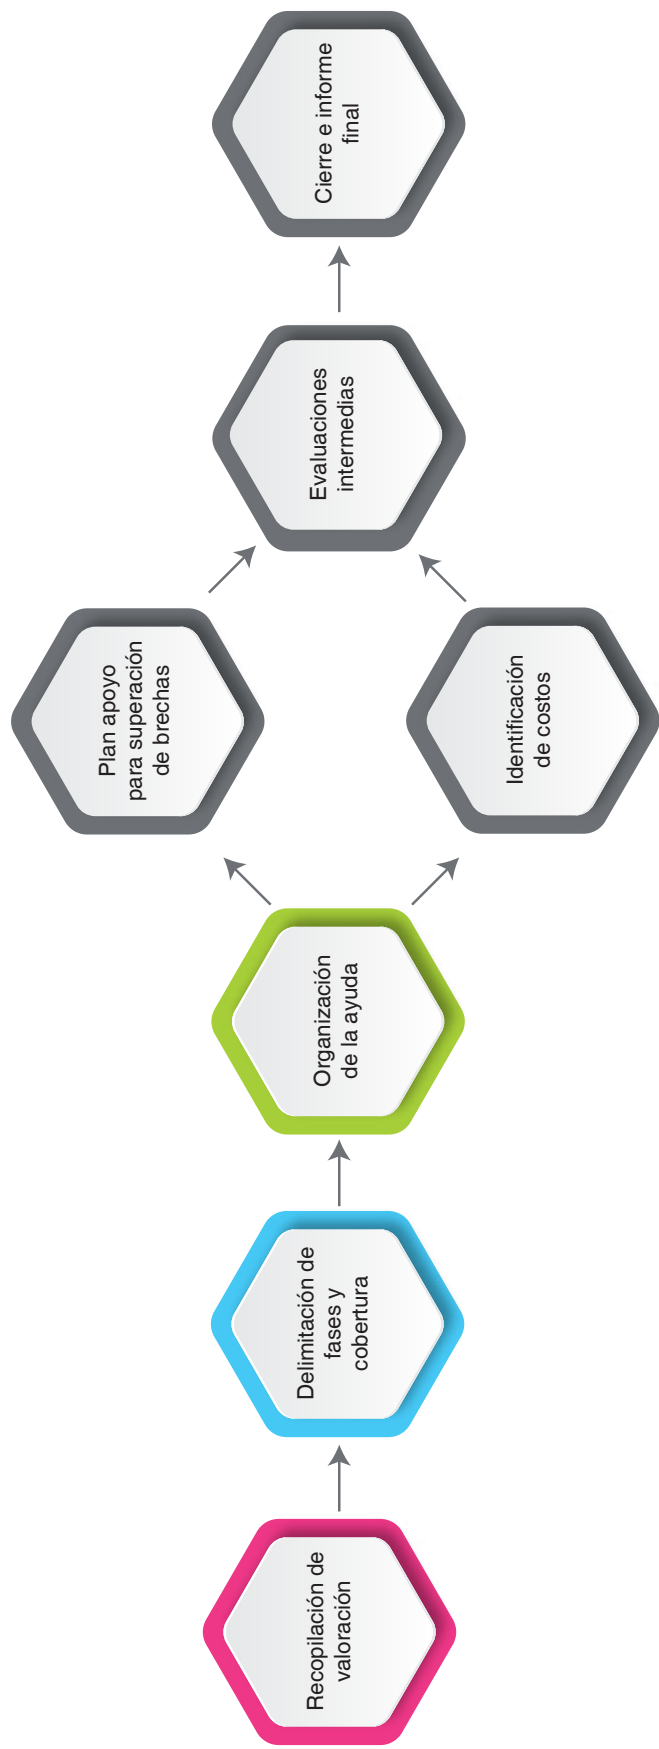 Recopilación de
valoración
Delimitación de
fases y
cobertura
Organización
de la ayuda
Plan apoyo
para superación
de brechas
Identificación
de costos
Evaluaciones
intermedias
Cierre e informe
final